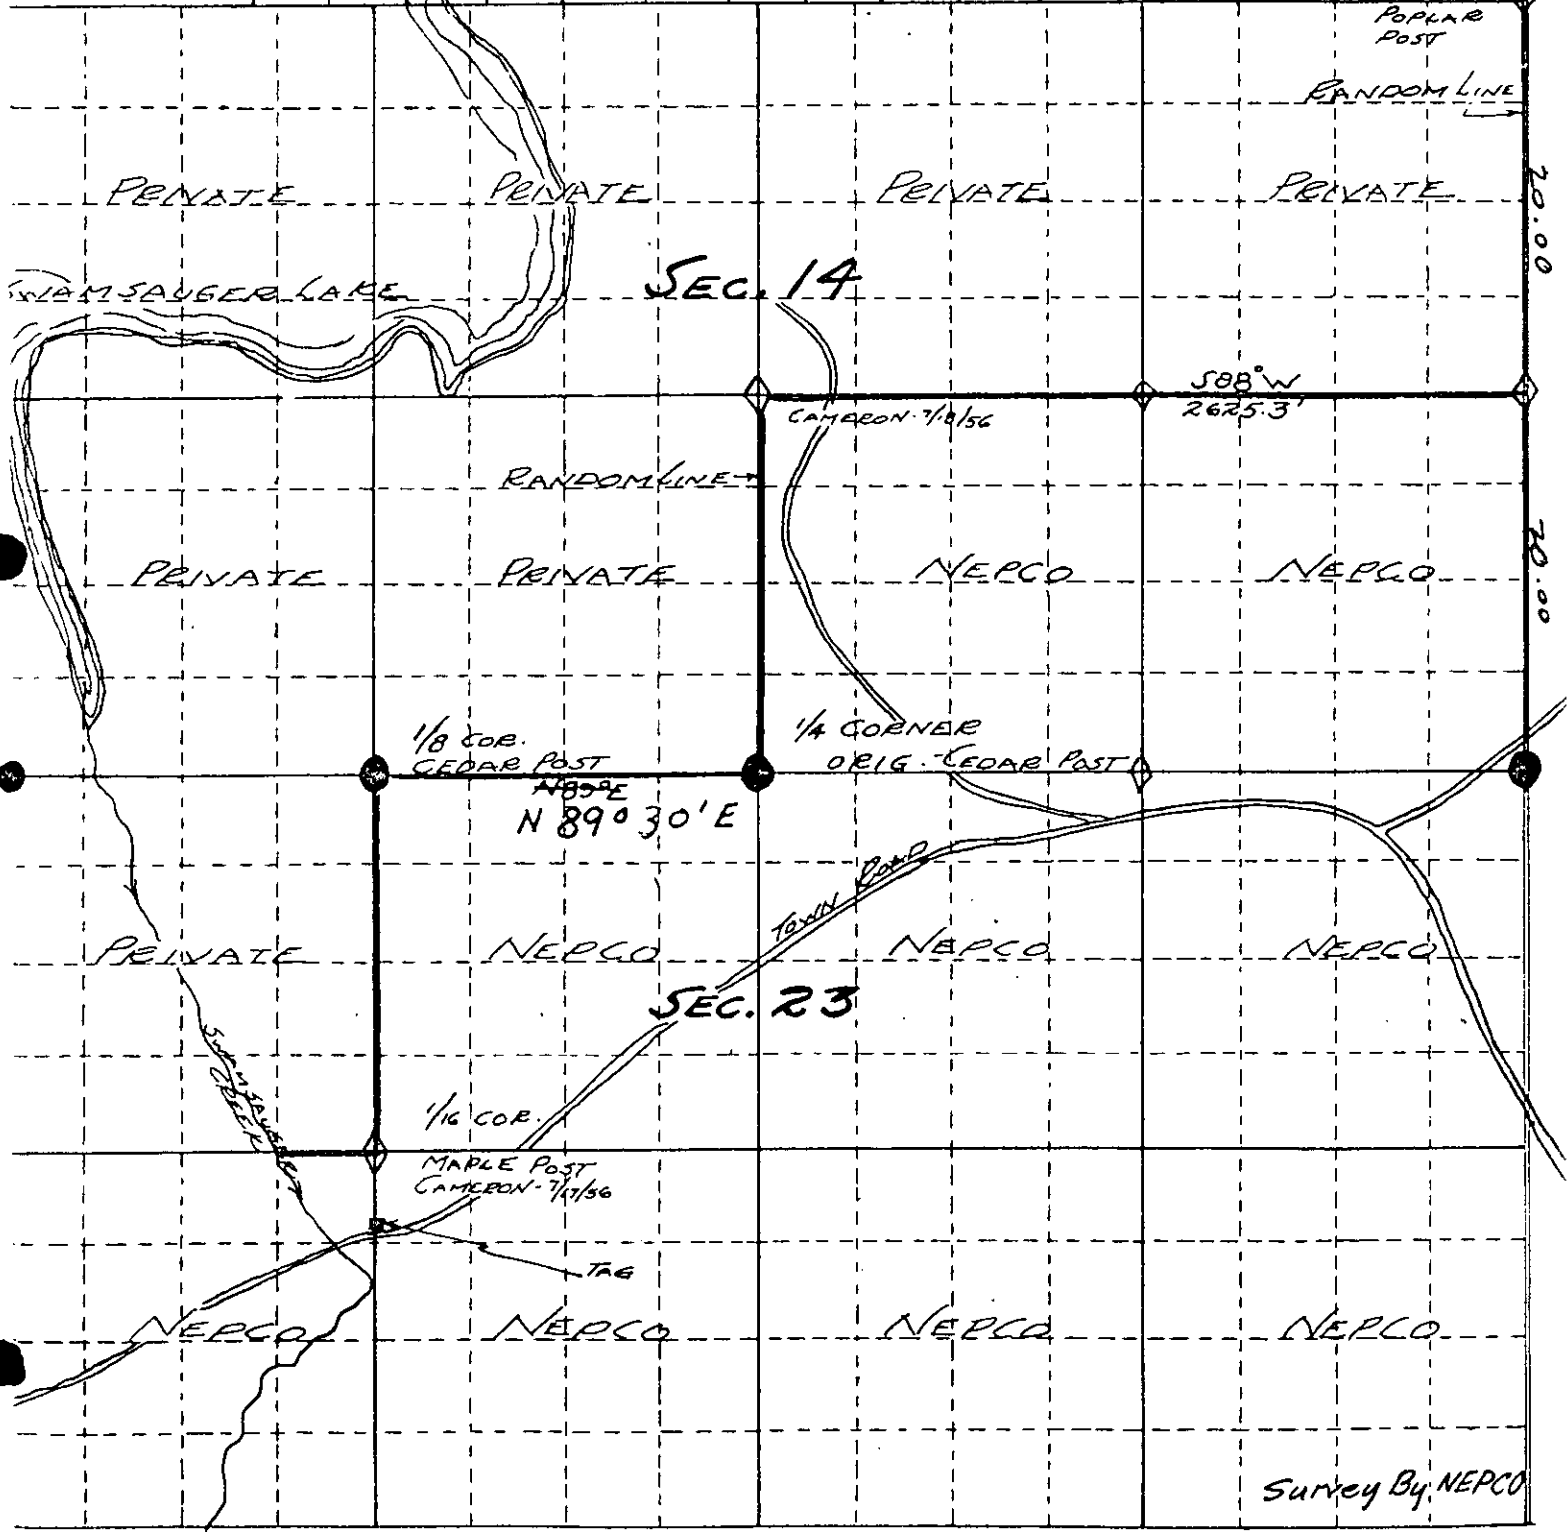 POPLAR
POST
RANDOM LINE
20.00
PRIVATE PRIVATE PRIVATE PRIVATE
SWAMSAUGER LAKE
SEC. 14
S88°W
2625.3'
CAMERON - 7/18/56
RANDOM LINE
20.00
PRIVATE PRIVATE NEPCO NEPCO
1/8 COR.
CEDAR POST
N89°E
N 89° 30' E
1/4 CORNER
ORIG. - CEDAR POST
TOWN ROAD
PRIVATE NEPCO NEPCO NEPCO
SEC. 23
SWAMSAUGER
CREEK
1/16 COR.
MAPLE POST
CAMERON - 7/17/56
TAG
NEPCO NEPCO NEPCO NEPCO
Survey By NEPCO